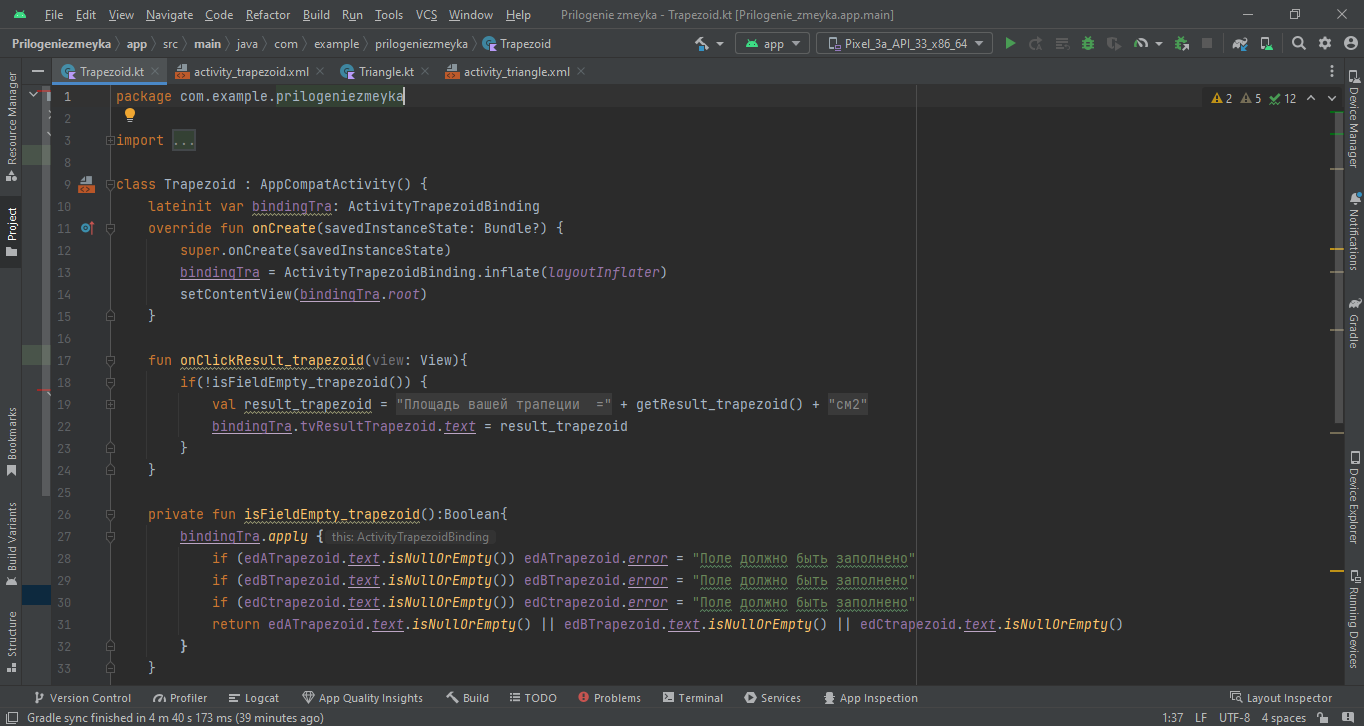 File Edit View Navigate Code Refactor Build Run Tools VCS Window Help Prilogenie zmeyka - Trapezoid.kt [Prilogenie_zmeyka.app.main]
Prilogeniezmeyka app src main java com example prilogeniezmeyka Trapezoid app Pixel_3a_API_33_x86_64
Trapezoid.kt activity_trapezoid.xml Triangle.kt activity_triangle.xml
1 package com.example.prilogeniezmeyka 2 5 12
2
3 import ...
8
9 class Trapezoid : AppCompatActivity() {
10 lateinit var bindingTra: ActivityTrapezoidBinding
11 override fun onCreate(savedInstanceState: Bundle?) {
12 super.onCreate(savedInstanceState)
13 bindingTra = ActivityTrapezoidBinding.inflate(layoutInflater)
14 setContentView(bindingTra.root)
15 }
16
17 fun onClickResult_trapezoid(view: View){
18 if(!isFieldEmpty_trapezoid()) {
19 val result_trapezoid = "Площадь вашей трапеции  =" + getResult_trapezoid() + "см2"
22 bindingTra.tvResultTrapezoid.text = result_trapezoid
23 }
24 }
25
26 private fun isFieldEmpty_trapezoid():Boolean{
27 bindingTra.apply { this: ActivityTrapezoidBinding
28 if (edATrapezoid.text.isNullOrEmpty()) edATrapezoid.error = "Поле должно быть заполнено"
29 if (edBTrapezoid.text.isNullOrEmpty()) edBTrapezoid.error = "Поле должно быть заполнено"
30 if (edCtrapezoid.text.isNullOrEmpty()) edCtrapezoid.error = "Поле должно быть заполнено"
31 return edATrapezoid.text.isNullOrEmpty() || edBTrapezoid.text.isNullOrEmpty() || edCtrapezoid.text.isNullOrEmpty()
32 }
33 }
Resource Manager
Project
Bookmarks
Build Variants
Structure
Device Manager
Notifications
Gradle
Device Explorer
Running Devices
Version Control Profiler Logcat App Quality Insights Build TODO Problems Terminal Services App Inspection Layout Inspector
Gradle sync finished in 4 m 40 s 173 ms (39 minutes ago) 1:37 LF UTF-8 4 spaces